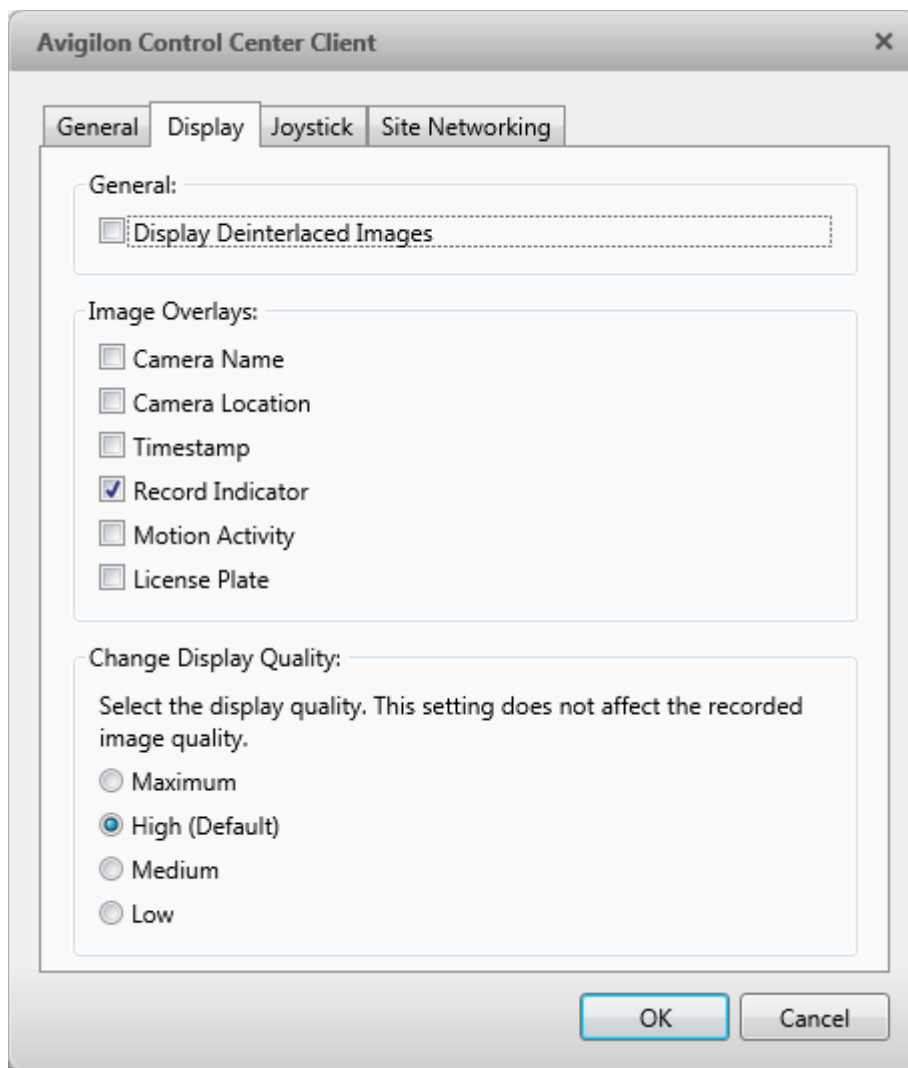 Avigilon Control Center Client
General Display Joystick Site Networking
General:
Display Deinterlaced Images
Image Overlays:
Camera Name
Camera Location
Timestamp
Record Indicator
Motion Activity
License Plate
Change Display Quality:
Select the display quality. This setting does not affect the recorded
image quality.
Maximum
High (Default)
Medium
Low
OK Cancel